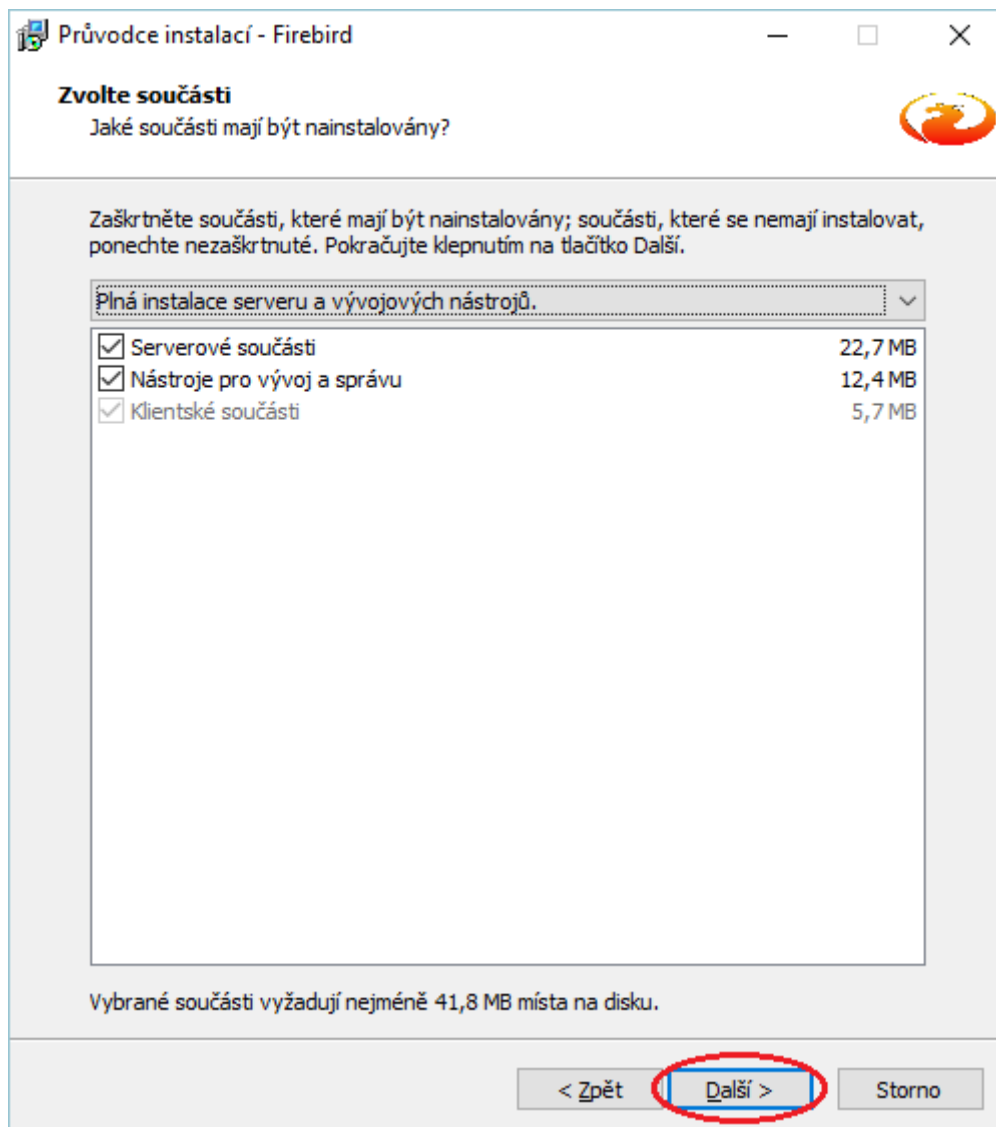 Průvodce instalací - Firebird
Zvolte součásti
Jaké součásti mají být nainstalovány?
Zaškrtněte součásti, které mají být nainstalovány; součásti, které se nemají instalovat,
ponechte nezaškrtnuté. Pokračujte klepnutím na tlačítko Další.
Plná instalace serveru a vývojových nástrojů.
Serverové součásti 22,7 MB
Nástroje pro vývoj a správu 12,4 MB
Klientské součásti 5,7 MB
Vybrané součásti vyžadují nejméně 41,8 MB místa na disku.
< Zpět Další > Storno